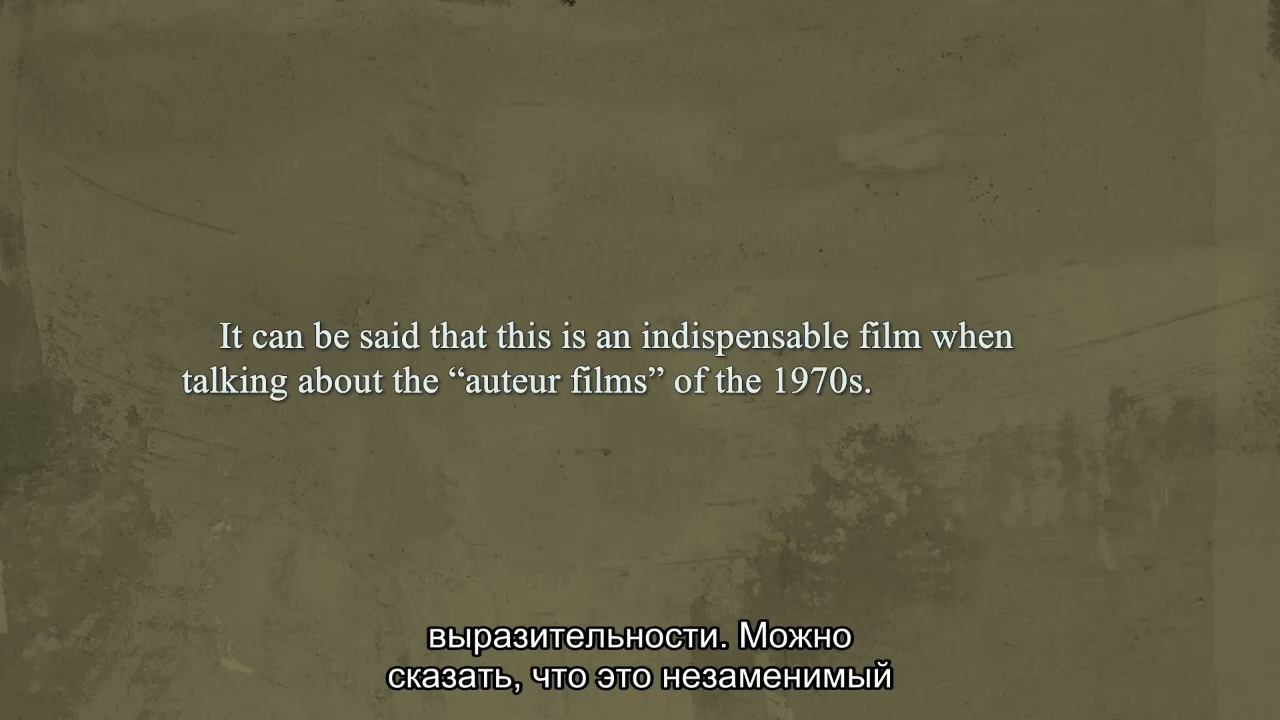 It can be said that this is an indispensable film when
talking about the “auteur films” of the 1970s.
выразительности. Можно
сказать, что это незаменимый